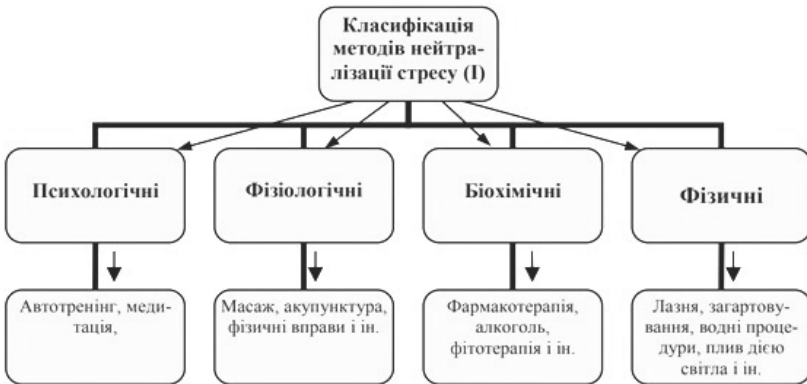 Класифікація
методів нейтра-
лізації стресу (І)
Психологічні
Фізіологічні
Біохімічні
Фізичні
Автотренінг, меди-
тація,
Масаж, акупунктура,
фізичні вправи і ін.
Фармакотерапія,
алкоголь,
фітотерапія і ін.
Лазня, загартову-
вання, водні проце-
дури, плив дією
світла і ін.